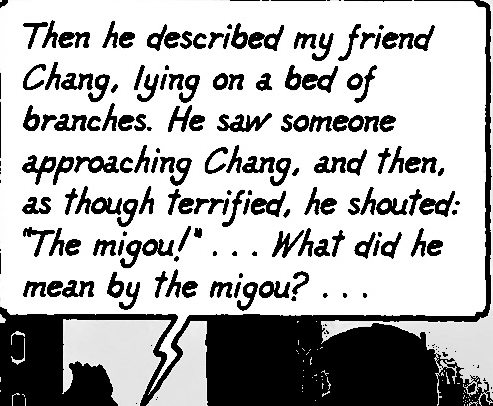 Then he described my friend
Chang, lying on a bed of
branches. He saw someone
approaching Chang, and then,
as though terrified, he shouted:
"The migou!" . . . What did he
mean by the migou? . . .